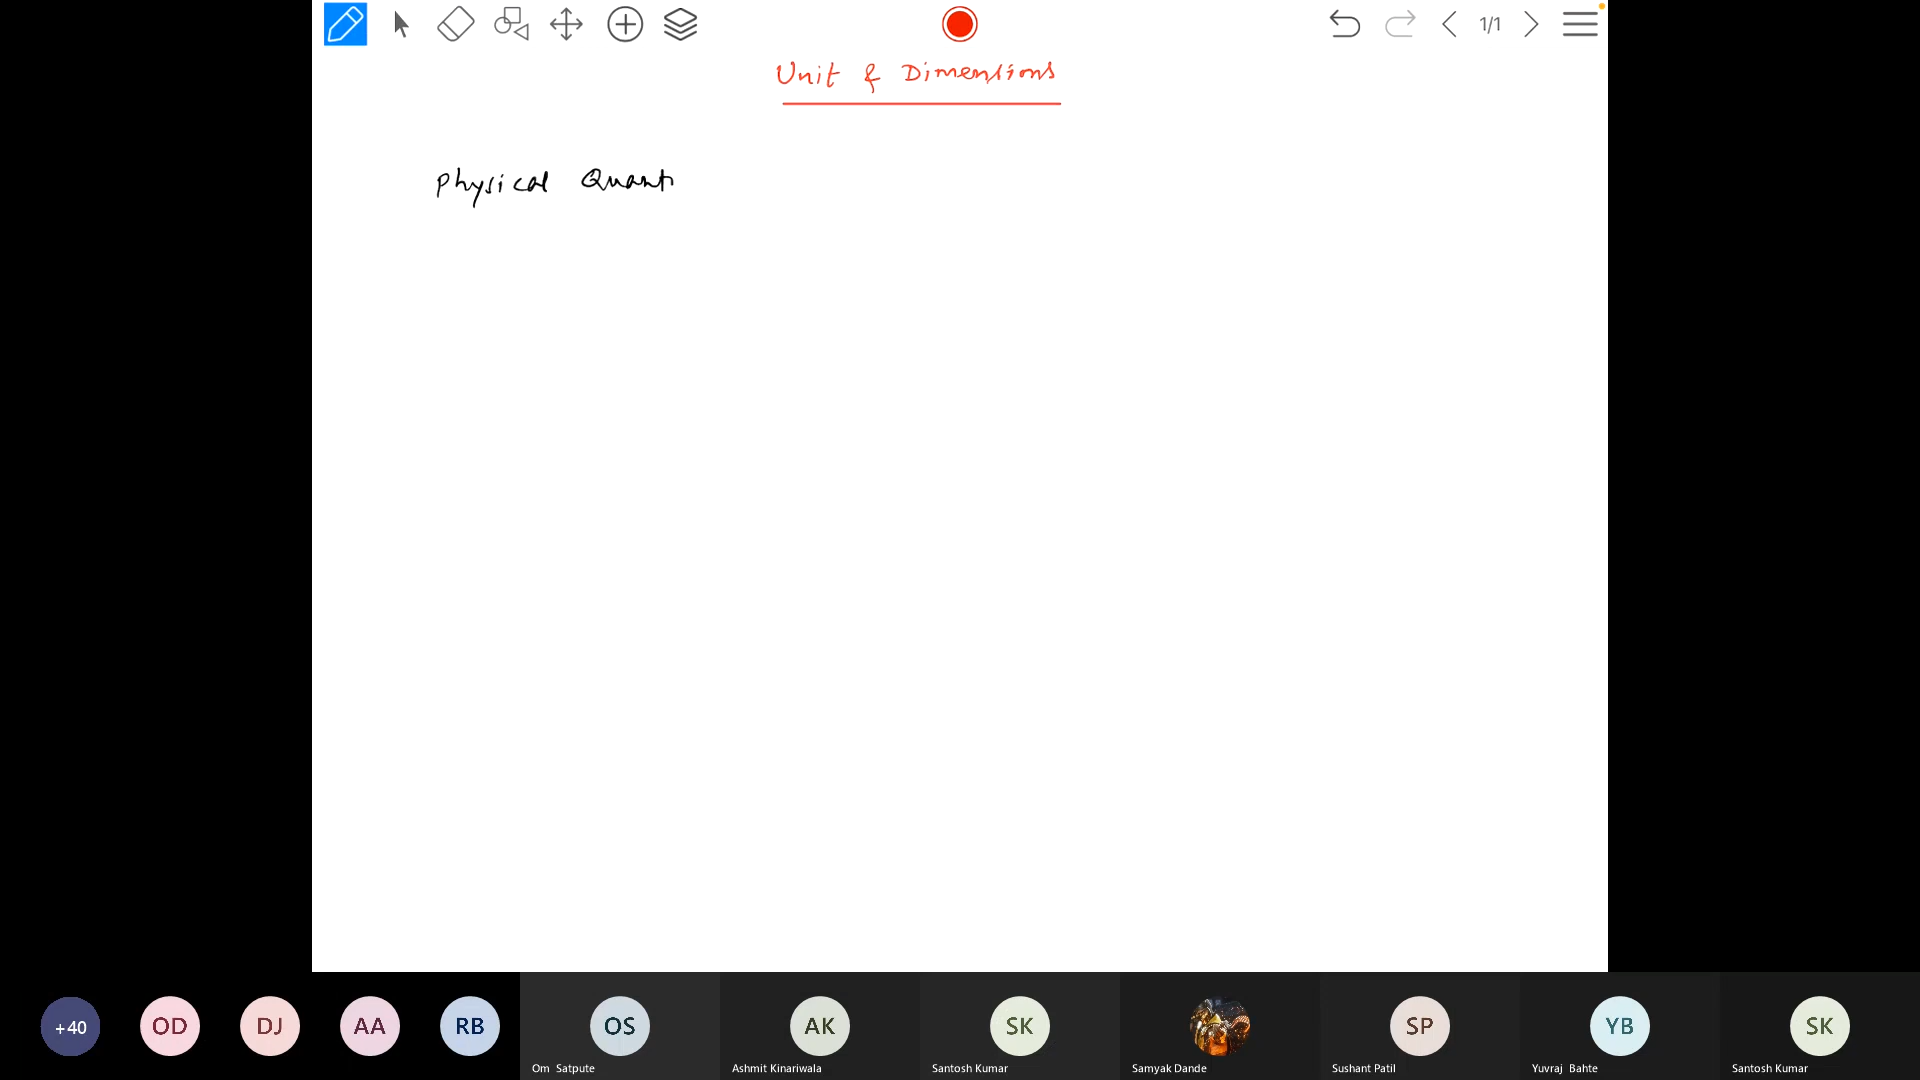 1/1
Unit & Dimensions
Physical Quanti
+40
OD
DJ
AA
RB
OS
AK
SK
SP
YB
SK
Om Satpute
Ashmit Kinariwala
Santosh Kumar
Samyak Dande
Sushant Patil
Yuvraj Bahte
Santosh Kumar